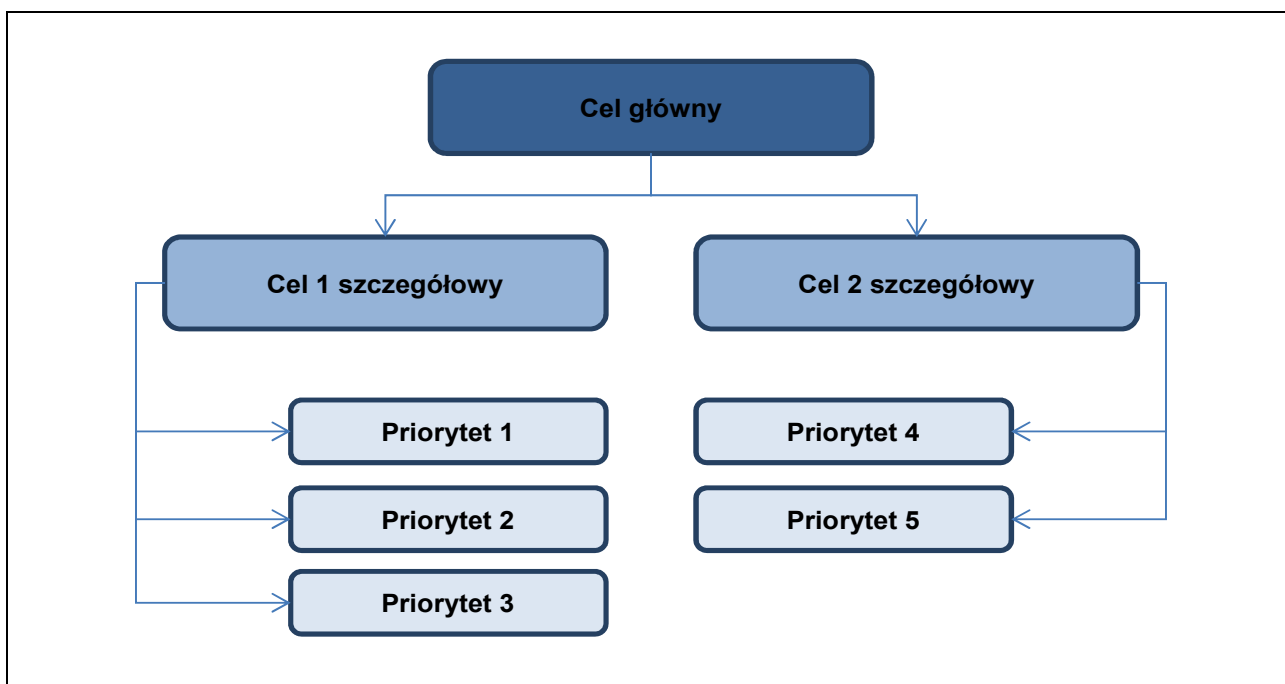 Cel główny
Cel 1 szczegółowy
Cel 2 szczegółowy
Priorytet 1
Priorytet 4
Priorytet 2
Priorytet 5
Priorytet 3